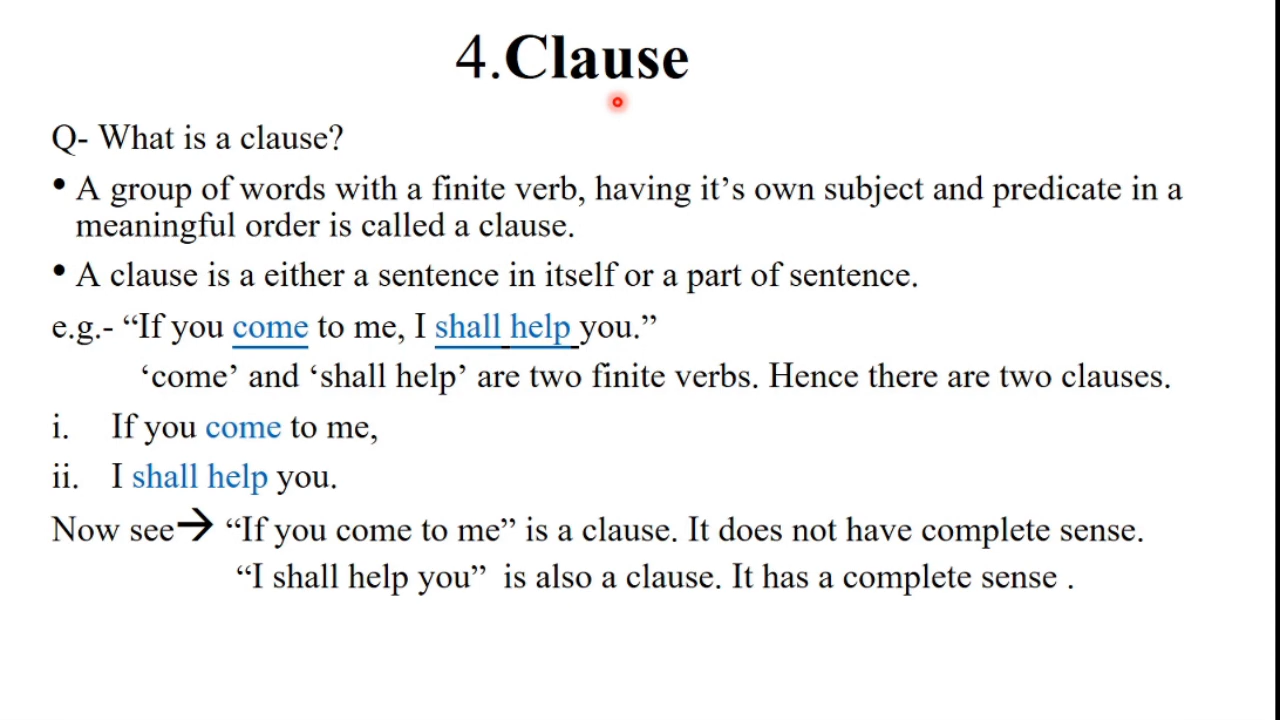 4.Clause
Q- What is a clause?
• A group of words with a finite verb, having it’s own subject and predicate in a
meaningful order is called a clause.
• A clause is a either a sentence in itself or a part of sentence.
e.g.- “If you come to me, I shall help you.”
‘come’ and ‘shall help’ are two finite verbs. Hence there are two clauses.
i. If you come to me,
ii. I shall help you.
Now see→ “If you come to me” is a clause. It does not have complete sense.
“I shall help you” is also a clause. It has a complete sense .